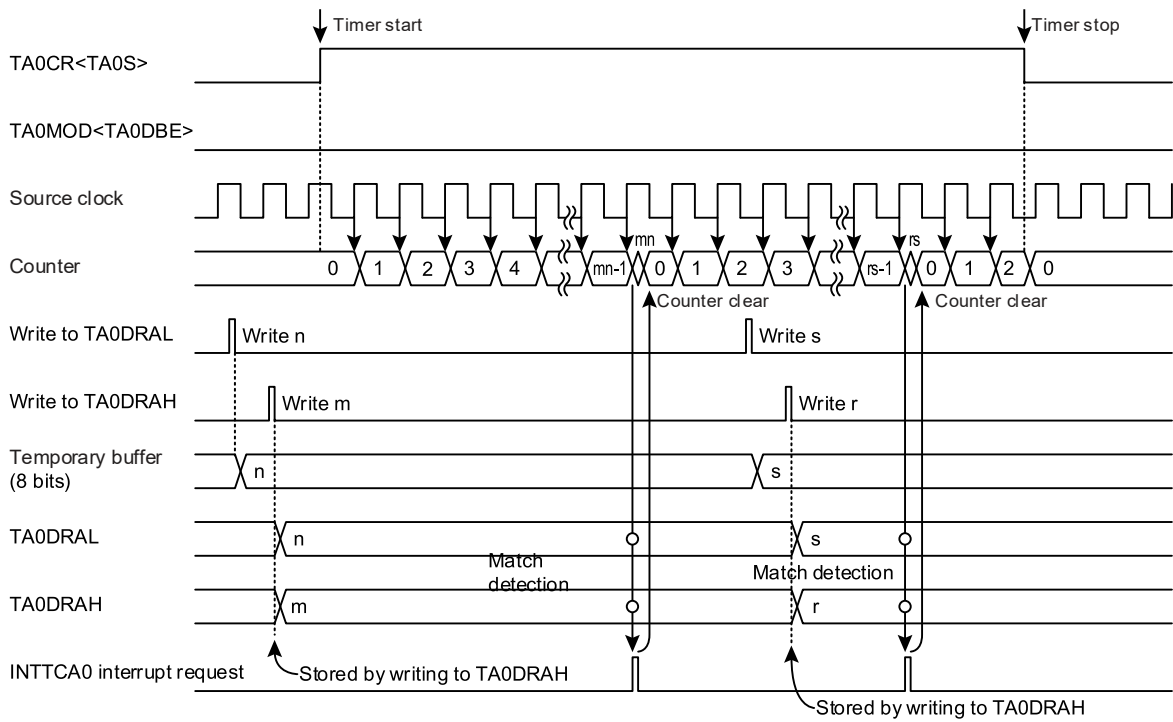 Timer start
Timer stop
TA0CR<TA0S>
TA0MOD<TA0DBE>
Source clock
mn
rs
Counter
0 1 2 3 4 mn-1 0 1 2 3 rs-1 0 1 2 0
Counter clear
Counter clear
Write to TA0DRAL
Write n
Write s
Write to TA0DRAH
Write m
Write r
Temporary buffer
(8 bits)
n
s
TA0DRAL
n
s
Match
detection
Match detection
TA0DRAH
m
r
INTTCA0 interrupt request
Stored by writing to TA0DRAH
Stored by writing to TA0DRAH